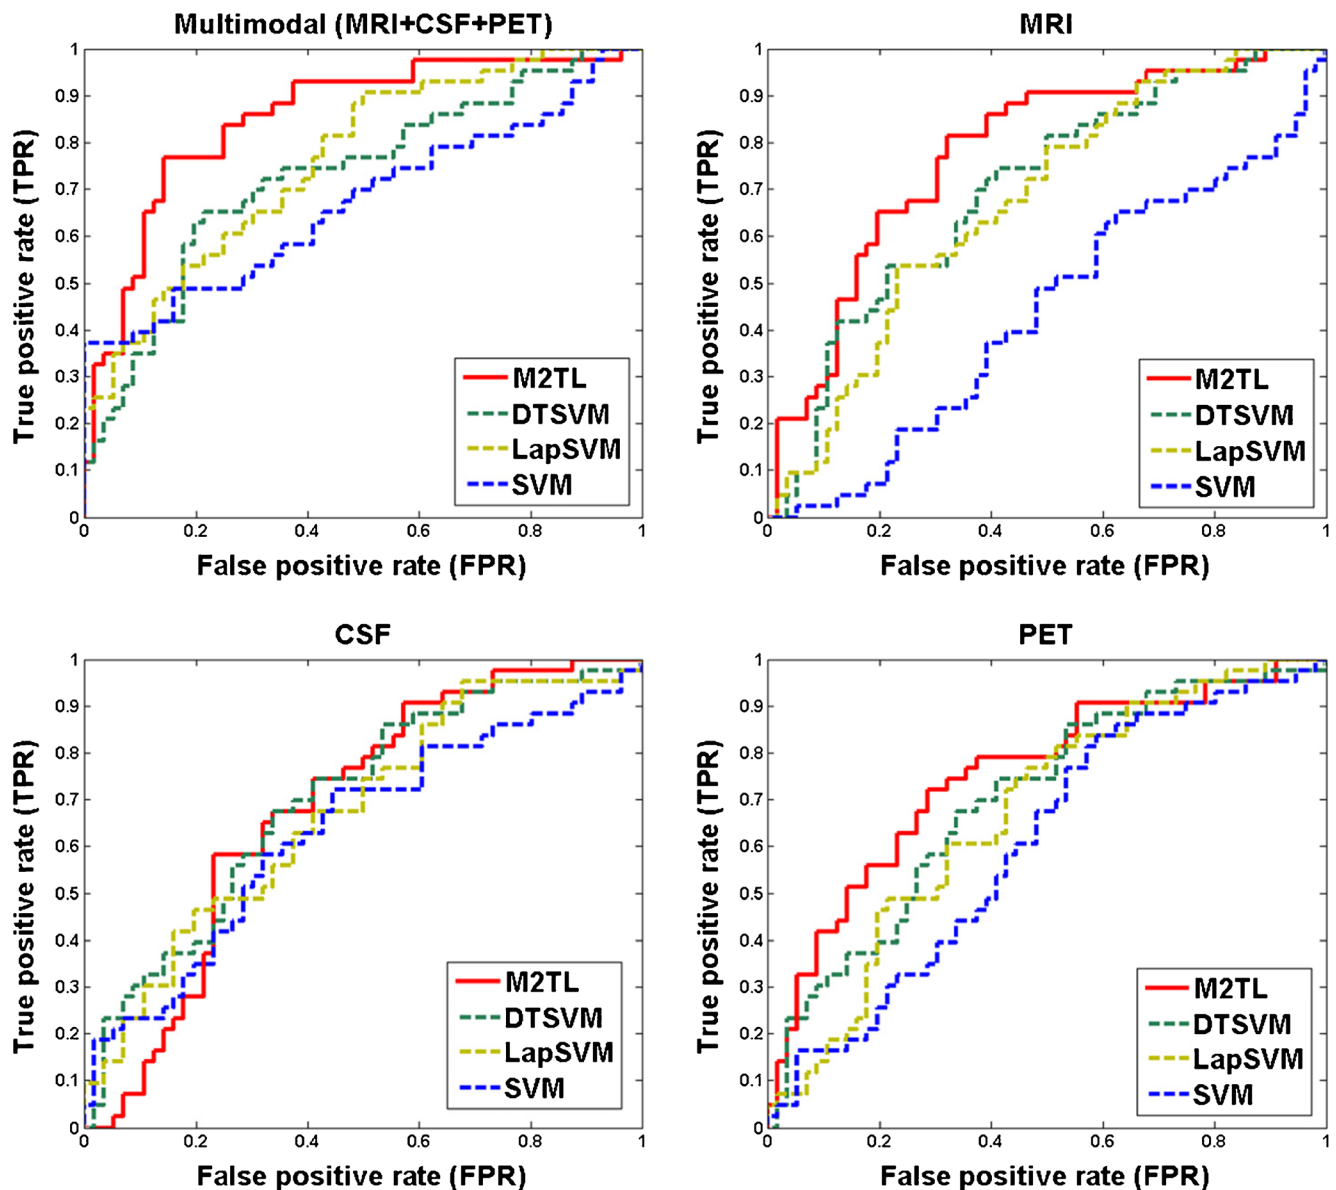 Multimodal (MRI+CSF+PET)
1
0.9
0.8
0.7
0.6
0.5
0.4
0.3
0.2
0.1
0
True positive rate (TPR)
M2TL
DTSVM
LapSVM
SVM
0 0.2 0.4 0.6 0.8 1
False positive rate (FPR)
MRI
1
0.9
0.8
0.7
0.6
0.5
0.4
0.3
0.2
0.1
0
True positive rate (TPR)
M2TL
DTSVM
LapSVM
SVM
0 0.2 0.4 0.6 0.8 1
False positive rate (FPR)
CSF
1
0.9
0.8
0.7
0.6
0.5
0.4
0.3
0.2
0.1
0
True positive rate (TPR)
M2TL
DTSVM
LapSVM
SVM
0 0.2 0.4 0.6 0.8 1
False positive rate (FPR)
PET
1
0.9
0.8
0.7
0.6
0.5
0.4
0.3
0.2
0.1
0
True positive rate (TPR)
M2TL
DTSVM
LapSVM
SVM
0 0.2 0.4 0.6 0.8 1
False positive rate (FPR)